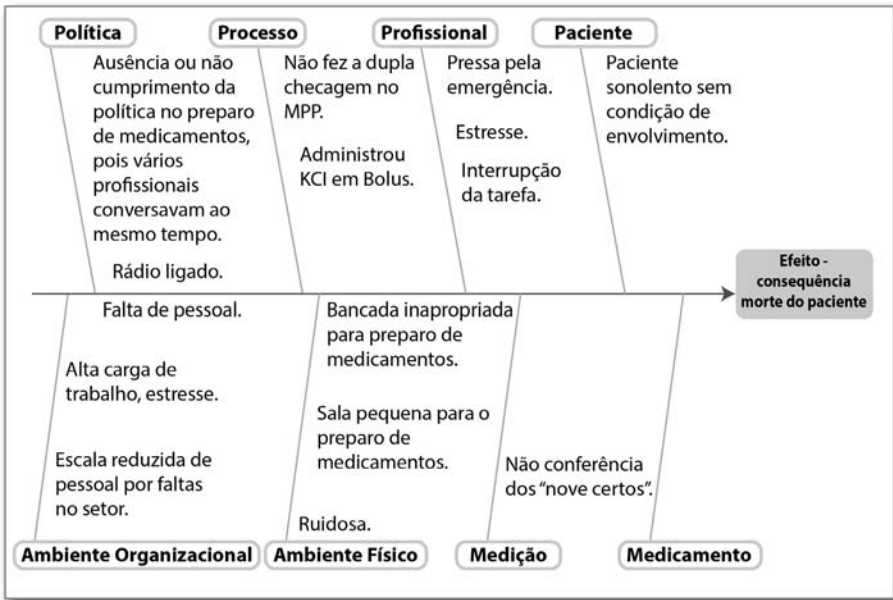 Política
Processo
Profissional
Paciente
Ausência ou não
cumprimento da
política no preparo
de medicamentos,
pois vários
profissionais
conversavam ao
mesmo tempo.
Rádio ligado.
Não fez a dupla
checagem no
MPP.
Administrou
KCI em Bolus.
Pressa pela
emergência.
Estresse.
Interrupção
da tarefa.
Paciente
sonolento sem
condição de
envolvimento.
Efeito -
consequência
morte do paciente
Falta de pessoal.
Alta carga de
trabalho, estresse.
Escala reduzida de
pessoal por faltas
no setor.
Bancada inapropriada
para preparo de
medicamentos.
Sala pequena para o
preparo de
medicamentos.
Ruidosa.
Não conferência
dos “nove certos”.
Ambiente Organizacional
Ambiente Físico
Medição
Medicamento